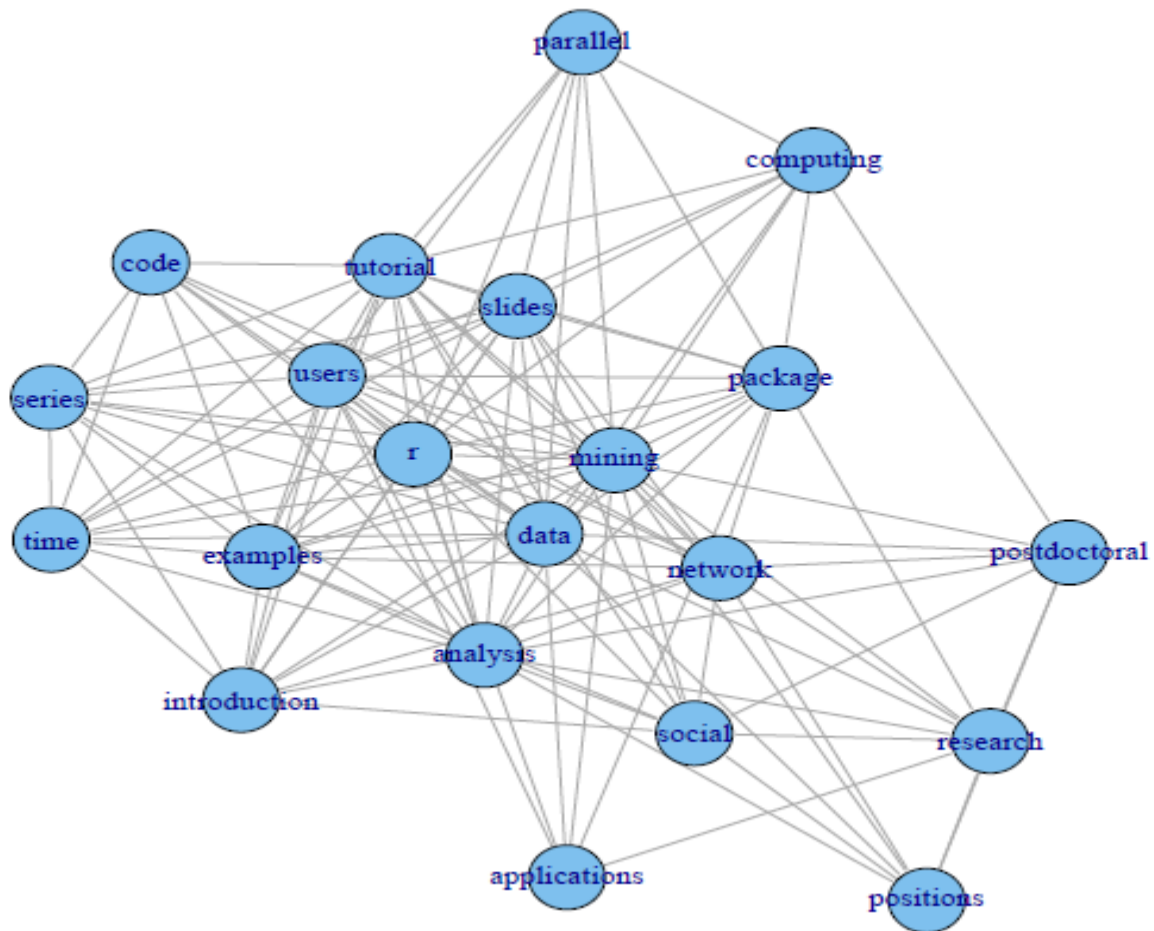 parallel
computing
code
tutorial
slides
users
package
series
r
mining
data
time
examples
network
postdoctoral
analysis
introduction
social
research
applications
positions